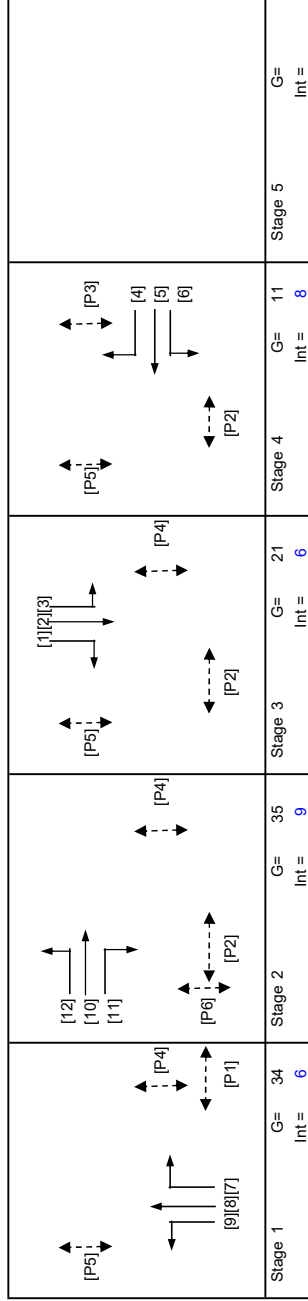 [P5]
[P4]
[P1]
[9][8][7]
Stage 1 G= 34
Int = 6
[12]
[10]
[11]
[P4]
[P6]
[P2]
Stage 2 G= 35
Int = 9
[1][2][3]
[P5]
[P4]
[P2]
Stage 3 G= 21
Int = 6
[P5]
[P3]
[4]
[5]
[6]
[P2]
Stage 4 G= 11
Int = 8
Stage 5 G=
Int =